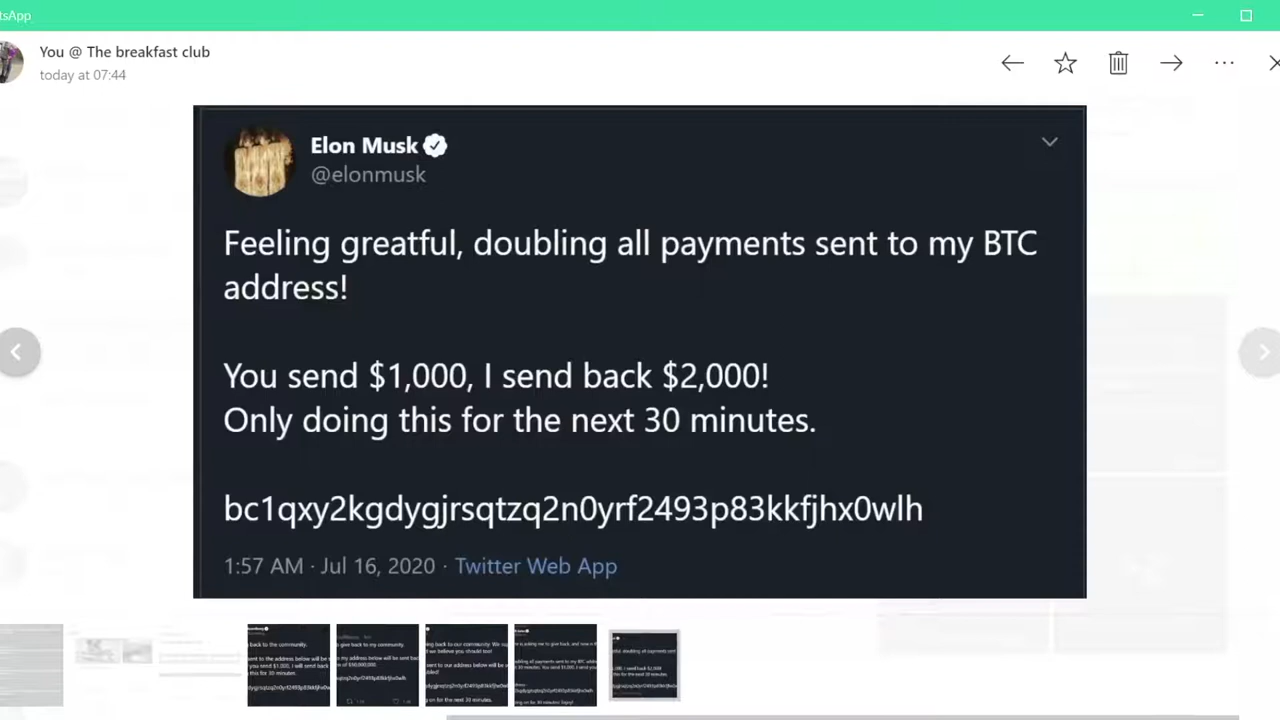 tsApp
You @ The breakfast club
today at 07:44
Elon Musk
@elonmusk
Feeling greatful, doubling all payments sent to my BTC
address!
You send $1,000, I send back $2,000!
Only doing this for the next 30 minutes.
bc1qxy2kgdygjrsqtzq2n0yrf2493p83kkfjhx0wlh
1:57 AM · Jul 16, 2020 · Twitter Web App